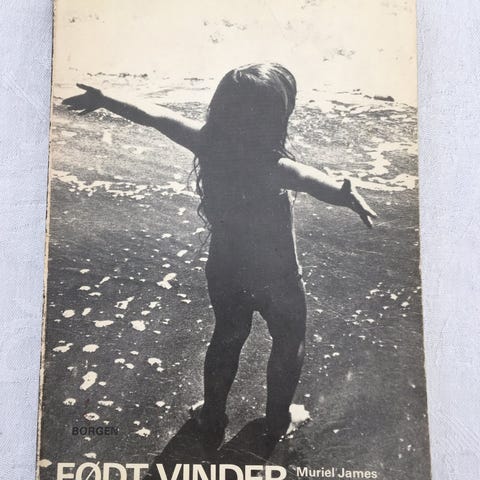 BORGEN
FØDT VINDER
Muriel James